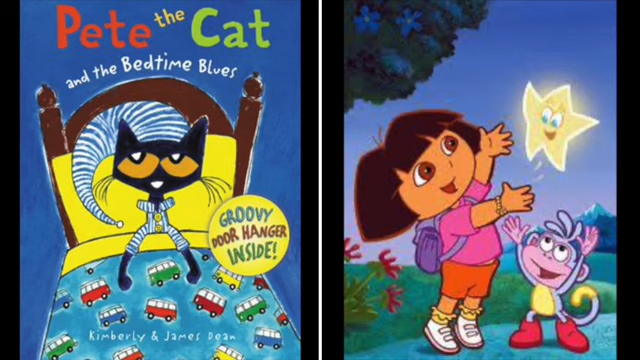 Pete the Cat
and the Bedtime Blues
GROOVY
DOOR HANGER
INSIDE!
Kimberly & James Dean